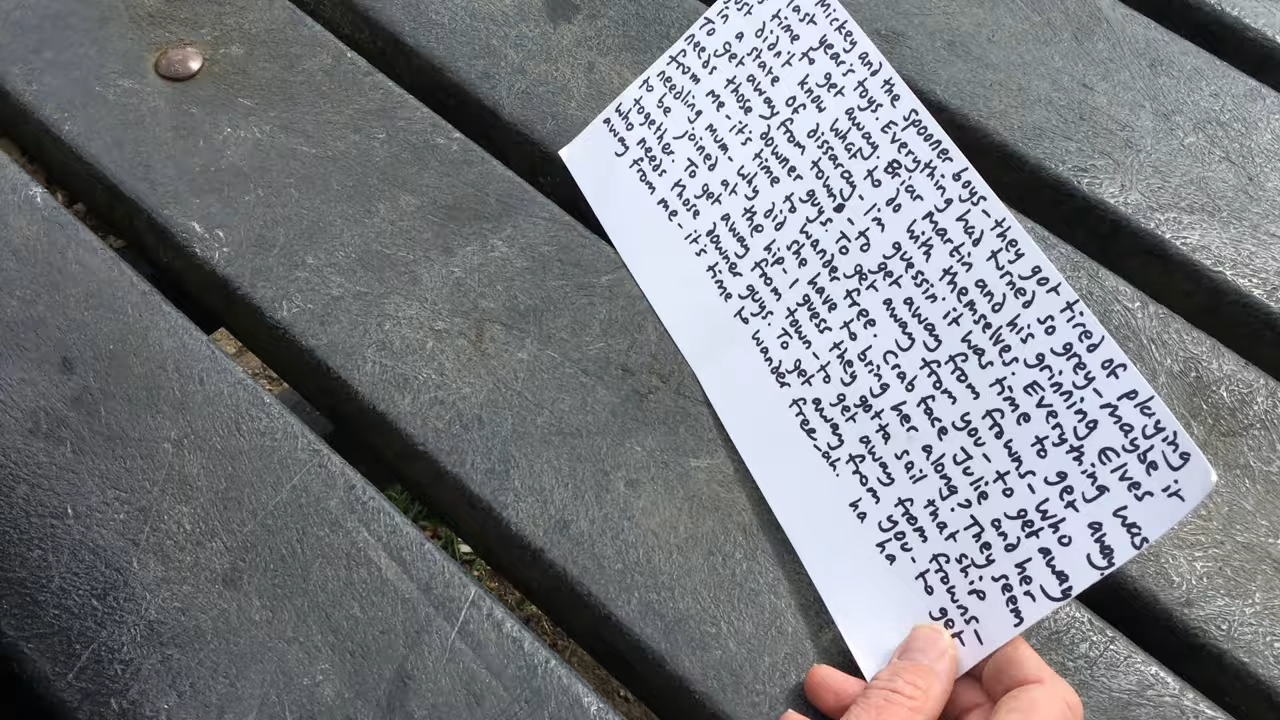 Mickey and the spooner boys - they got tired of playing
last year's toys. Everything had turned so grey - maybe it
time to get away. Briar Martin and his grinning Elves
ust didn't know what to do with themselves. Everything was
in a state of dissaray - I'm guessin' it was time to get away.
To get away from town - to get away from frowns - Who
needs those downer guys. To get away from you - to get away
from me - it's time to wander free. Crab face Julie and her
needling mum - why did she have to bring her along? They seem
to be joined at the hip - I guess they got to sail that ship
together. To get away from town - to get away from frowns -
who needs those downer guys. To get away from you - to get
away from me - it's time to wander free - ah. ha ha